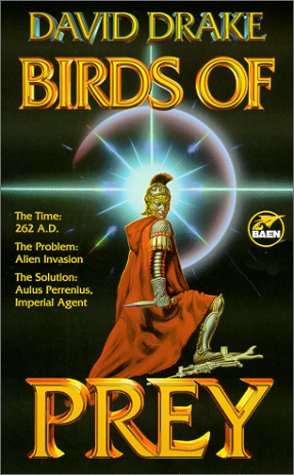 DAVID DRAKE
BIRDS OF
The Time:
262 A.D.
The Problem:
Alien Invasion
The Solution:
Aulus Perrenius,
Imperial Agent
BAEN
PREY